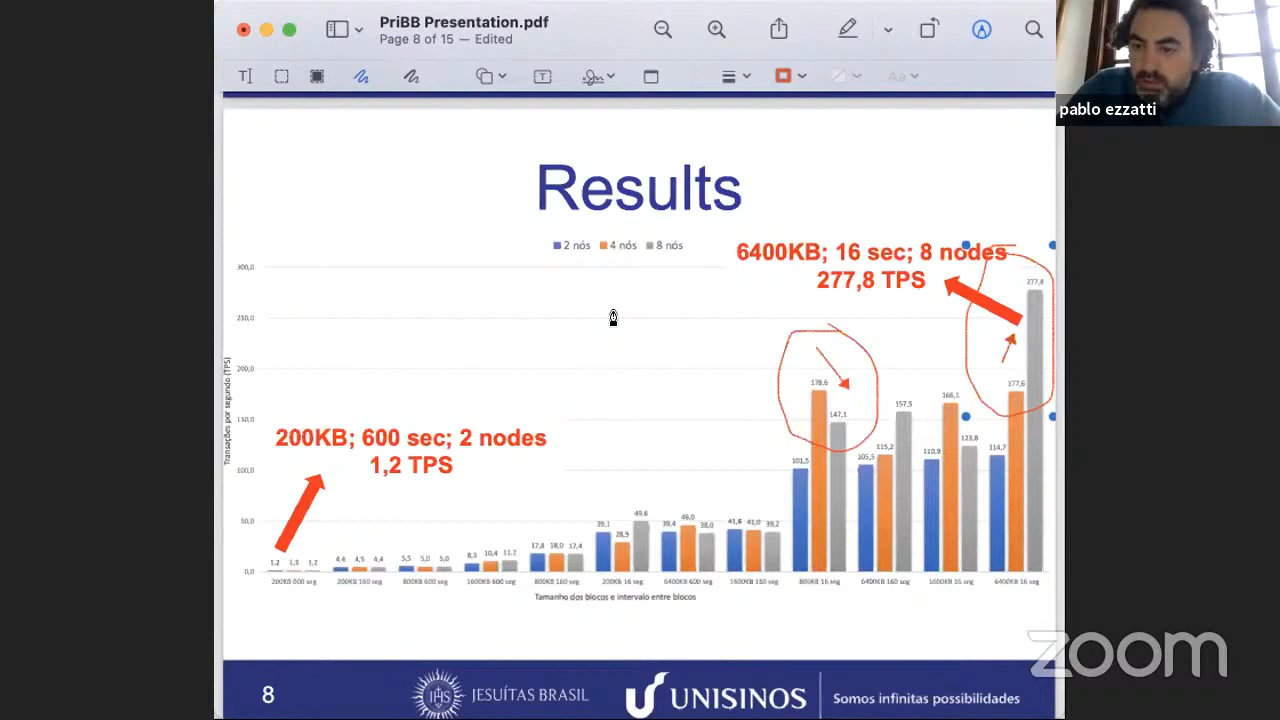 PriBB Presentation.pdf
Page 8 of 15 — Edited
Aa
pablo ezzatti
Results
2 nós 4 nós 8 nós
6400KB; 16 sec; 8 nodes
277,8 TPS
200KB; 600 sec; 2 nodes
1,2 TPS
Transações por segundo (TPS)
300,0
250,0
200,0
150,0
100,0
50,0
0,0
1,2 1,3 1,2
4,4 4,5 4,4
5,5 5,0 5,0
8,3 10,4 11,2
17,8 18,0 17,4
39,1 28,9 49,6
39,4 46,0 38,0
41,6 41,0 39,2
101,5 178,6 147,1
105,5 115,2 157,5
110,9 166,1 123,8
114,7 177,6 277,8
200KB 600 seg 200KB 160 seg 800KB 600 seg 1600KB 600 seg 800KB 160 seg 200KB 16 seg 6400KB 600 seg 1600KB 160 seg 800KB 16 seg 6400KB 160 seg 1600KB 16 seg 6400KB 16 seg
Tamanho dos blocos e intervalo entre blocos
zoom
8
IHS
JESUÍTAS BRASIL
UNISINOS
Somos infinitas possibilidades